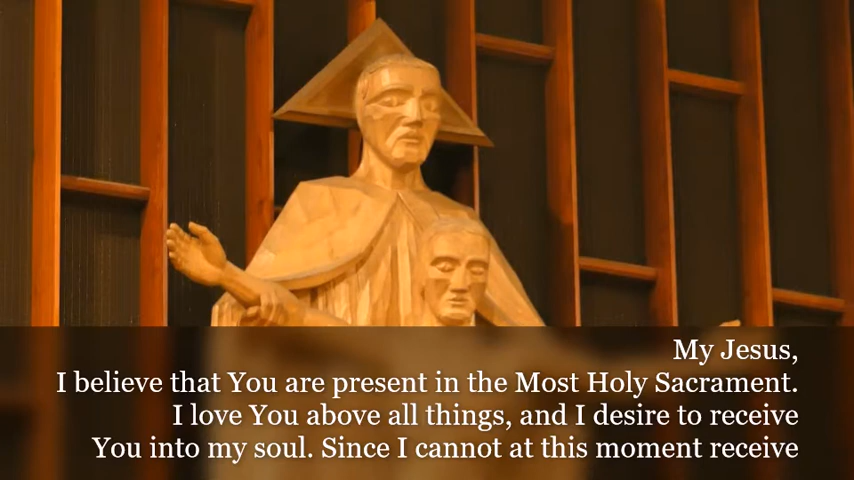 My Jesus,
I believe that You are present in the Most Holy Sacrament.
I love You above all things, and I desire to receive
You into my soul. Since I cannot at this moment receive